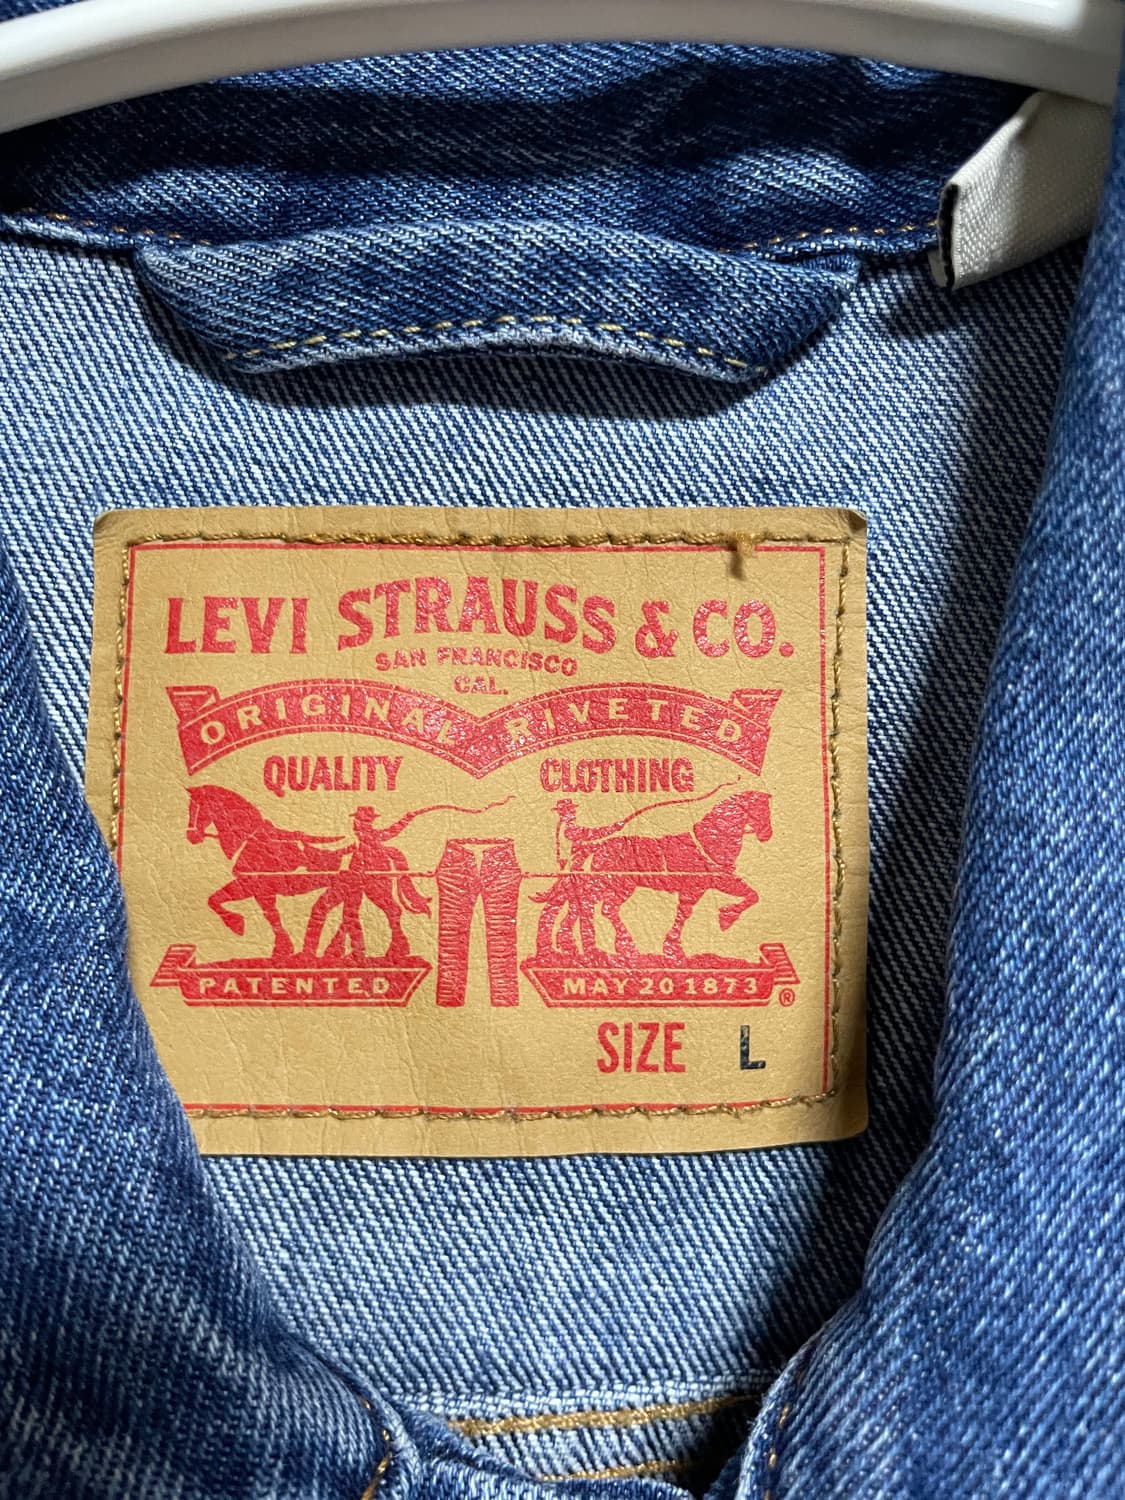 LEVI STRAUSS & CO.
SAN FRANCISCO
CAL.
ORIGINAL RIVETED
QUALITY CLOTHING
PATENTED MAY 20 1873 ®
SIZE L